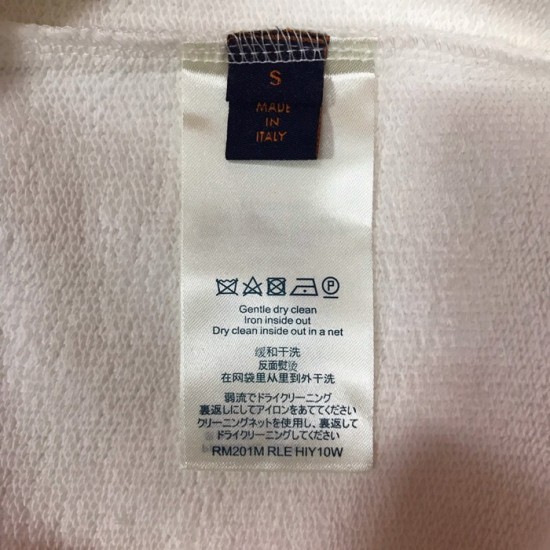 S
MADE
IN
ITALY
P
Gentle dry clean
Iron inside out
Dry clean inside out in a net
缓和干洗
反面熨烫
在网袋里从里到外干洗
弱流でドライクリーニング
裏返しにしてアイロンをあててください
クリーニングネットを使用し、裏返して
ドライクリーニングしてください
RM201M RLE HIY10W